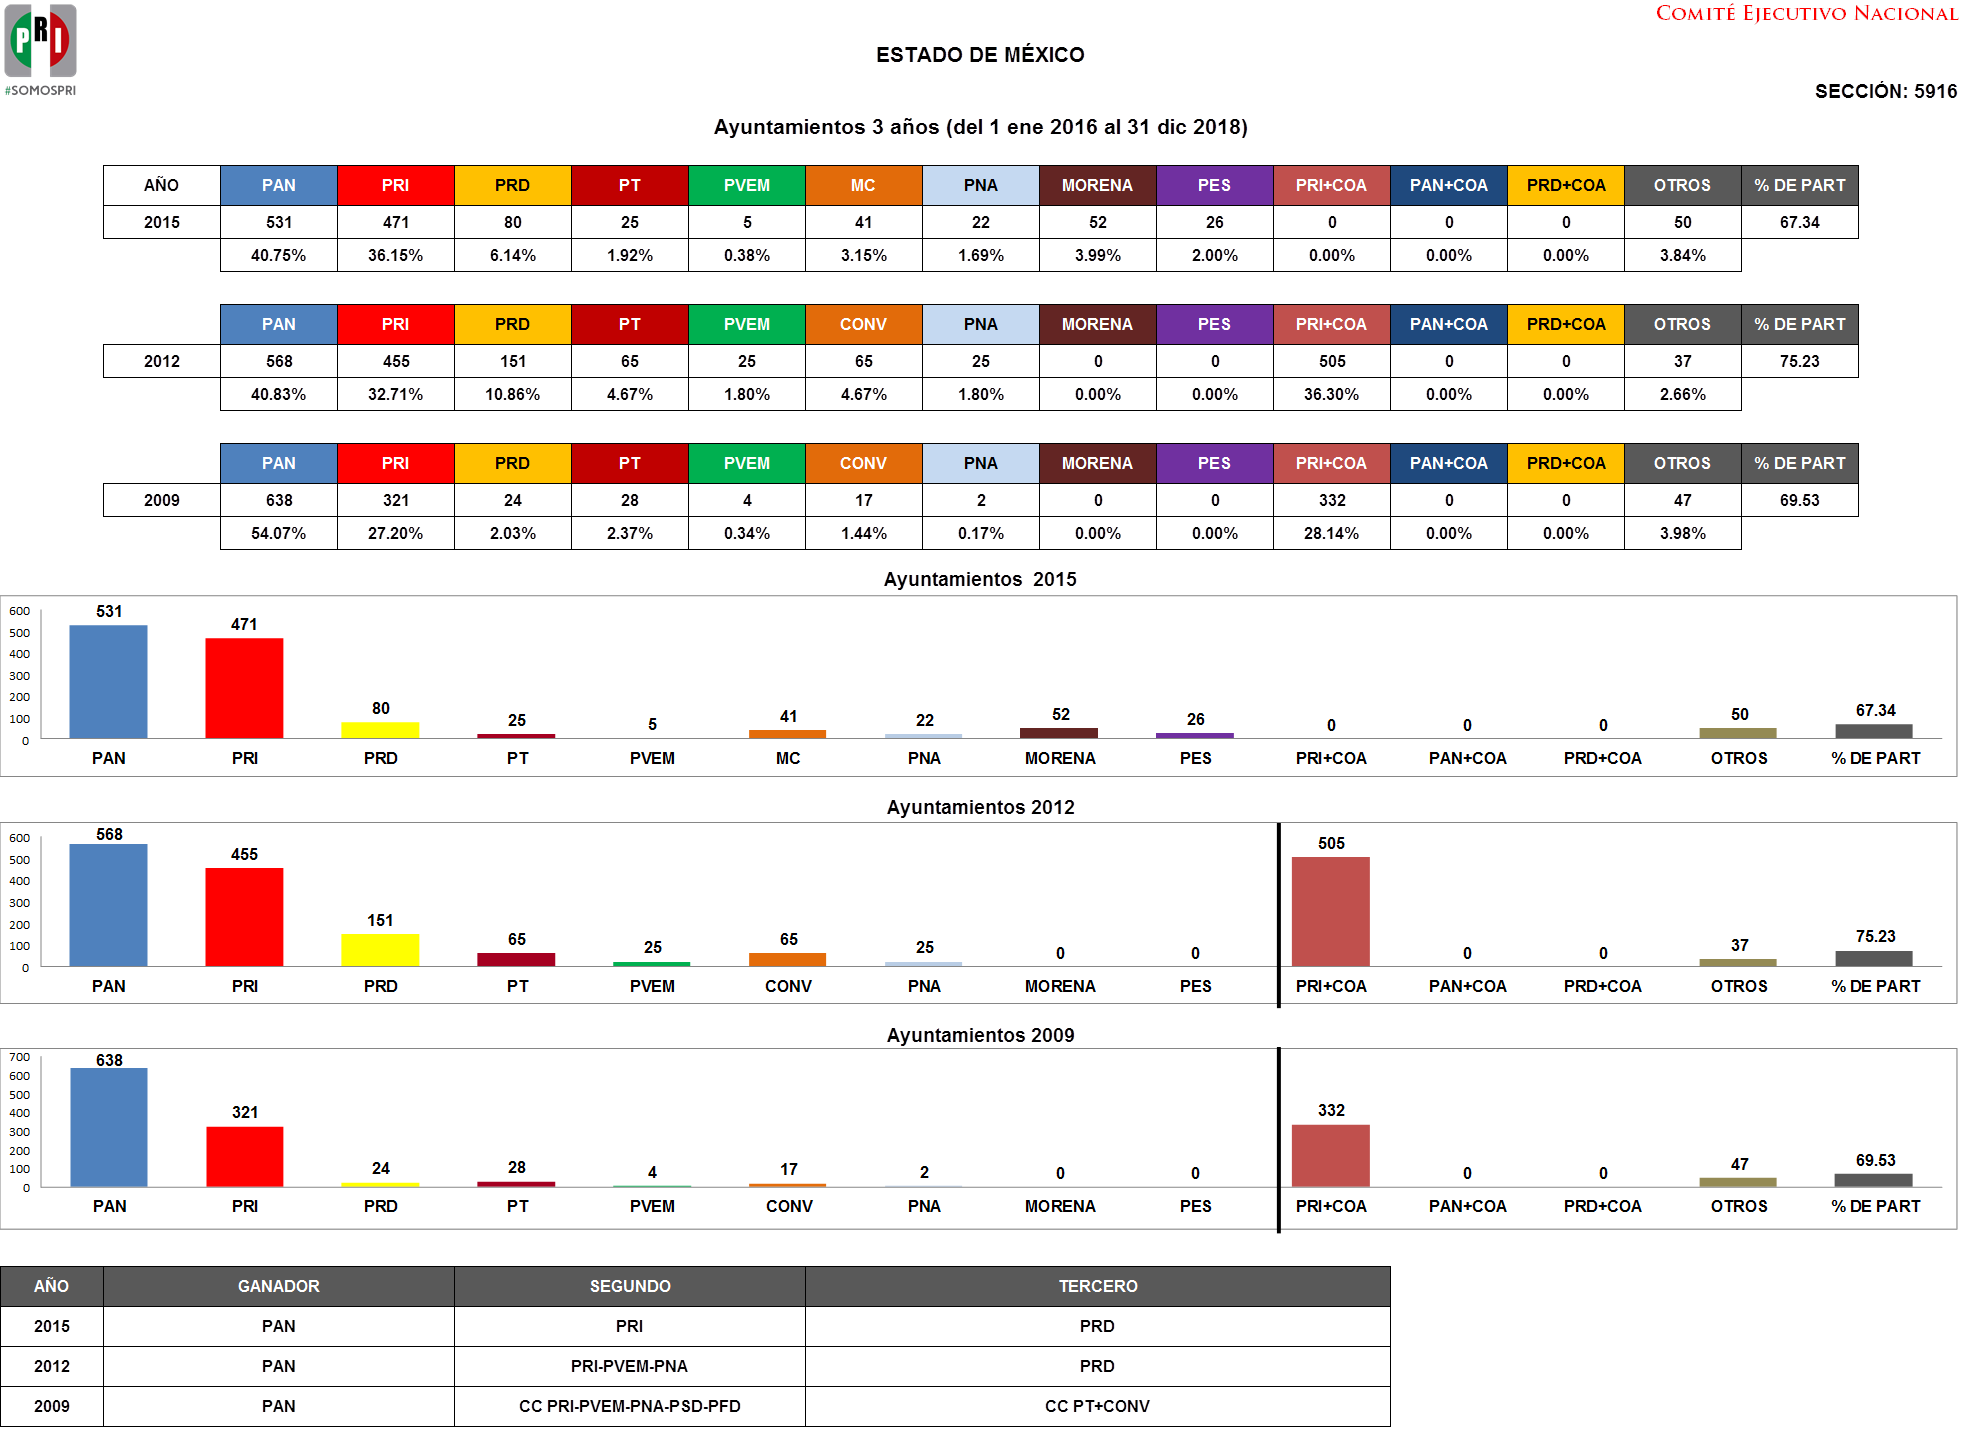 PRI
#SOMOSPRI
COMITÉ EJECUTIVO NACIONAL
ESTADO DE MÉXICO
SECCIÓN: 5916
Ayuntamientos 3 años (del 1 ene 2016 al 31 dic 2018)
AÑO PAN PRI PRD PT PVEM MC PNA MORENA PES PRI+COA PAN+COA PRD+COA OTROS % DE PART
2015 531 471 80 25 5 41 22 52 26 0 0 0 50 67.34
40.75% 36.15% 6.14% 1.92% 0.38% 3.15% 1.69% 3.99% 2.00% 0.00% 0.00% 0.00% 3.84%
PAN PRI PRD PT PVEM CONV PNA MORENA PES PRI+COA PAN+COA PRD+COA OTROS % DE PART
2012 568 455 151 65 25 65 25 0 0 505 0 0 37 75.23
40.83% 32.71% 10.86% 4.67% 1.80% 4.67% 1.80% 0.00% 0.00% 36.30% 0.00% 0.00% 2.66%
PAN PRI PRD PT PVEM CONV PNA MORENA PES PRI+COA PAN+COA PRD+COA OTROS % DE PART
2009 638 321 24 28 4 17 2 0 0 332 0 0 47 69.53
54.07% 27.20% 2.03% 2.37% 0.34% 1.44% 0.17% 0.00% 0.00% 28.14% 0.00% 0.00% 3.98%
Ayuntamientos 2015
600
500
400
300
200
100
0
531 471 80 25 5 41 22 52 26 0 0 0 50 67.34
PAN PRI PRD PT PVEM MC PNA MORENA PES PRI+COA PAN+COA PRD+COA OTROS % DE PART
Ayuntamientos 2012
600
500
400
300
200
100
0
568 455 151 65 25 65 25 0 0 505 0 0 37 75.23
PAN PRI PRD PT PVEM CONV PNA MORENA PES PRI+COA PAN+COA PRD+COA OTROS % DE PART
Ayuntamientos 2009
700
600
500
400
300
200
100
0
638 321 24 28 4 17 2 0 0 332 0 0 47 69.53
PAN PRI PRD PT PVEM CONV PNA MORENA PES PRI+COA PAN+COA PRD+COA OTROS % DE PART
AÑO GANADOR SEGUNDO TERCERO
2015 PAN PRI PRD
2012 PAN PRI-PVEM-PNA PRD
2009 PAN CC PRI-PVEM-PNA-PSD-PFD CC PT+CONV